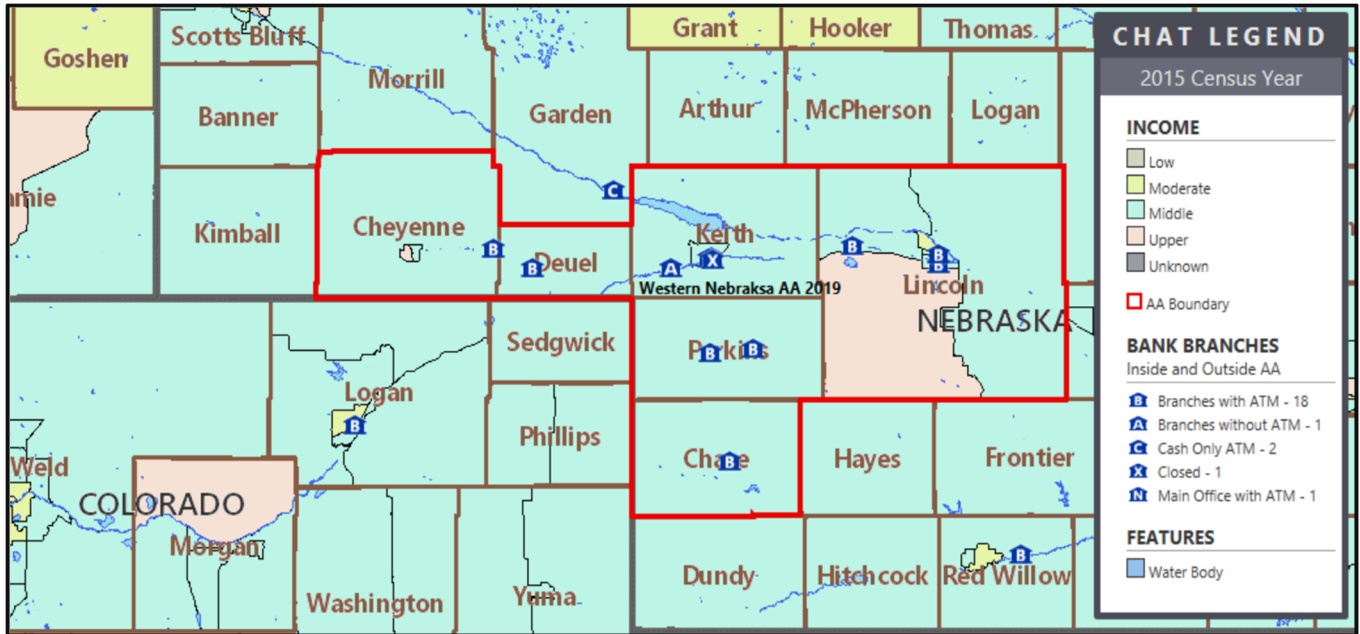 Scotts Bluff
Goshen
Morrill
Banner
Garden
Grant
Hooker
Thomas
Arthur
McPherson
Logan
amie
Kimball
Cheyenne
C
B
B
Deuel
Keith
A
X
Western Nebraksa AA 2019
B
B
B
Lincoln
NEBRASKA
Sedgwick
Perkins
B
B
Logan
B
Phillips
Chase
B
Hayes
Frontier
Weld
COLORADO
Morgan
Washington
Yuma
Dundy
Hitchcock
Red Willow
B
CHAT LEGEND
2015 Census Year
INCOME
Low
Moderate
Middle
Upper
Unknown
AA Boundary
BANK BRANCHES
Inside and Outside AA
B Branches with ATM - 18
A Branches without ATM - 1
C Cash Only ATM - 2
X Closed - 1
N Main Office with ATM - 1
FEATURES
Water Body